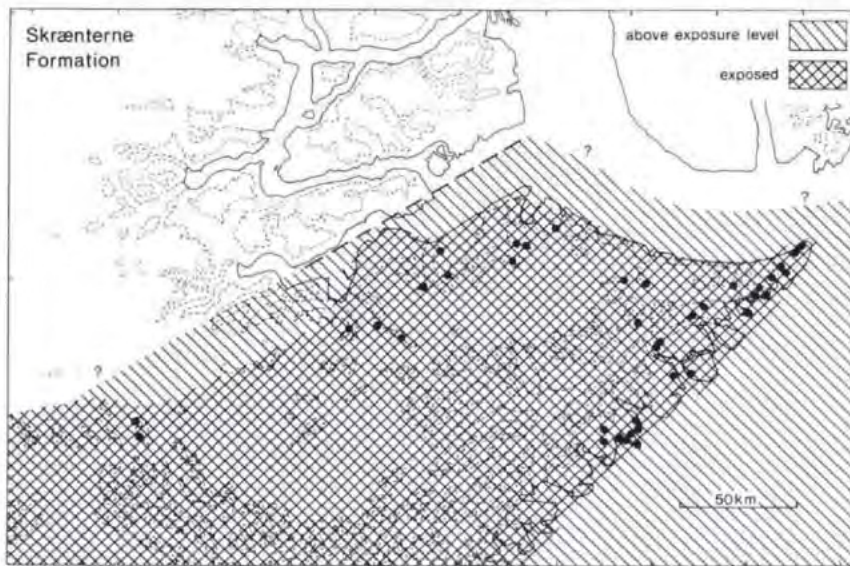 Skrænterne
Formation
above exposure level
exposed
?
?
?
50km